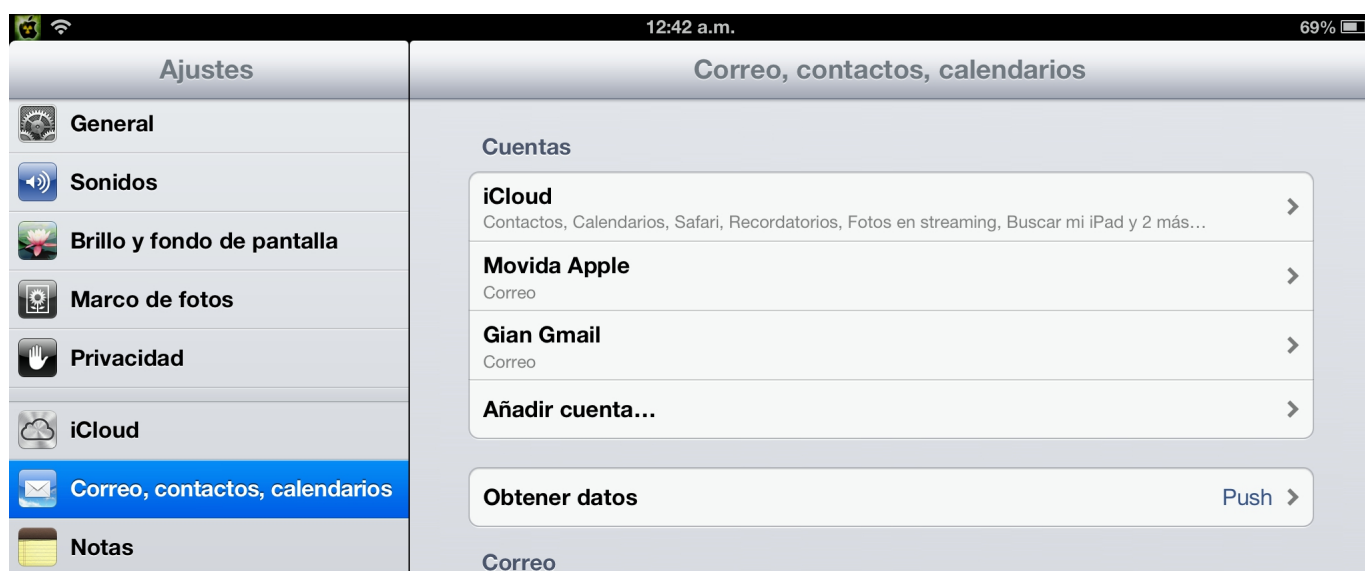 12:42 a.m.
69%
Ajustes
General
Sonidos
Brillo y fondo de pantalla
Marco de fotos
Privacidad
iCloud
Correo, contactos, calendarios
Notas
Correo, contactos, calendarios
Cuentas
iCloud
Contactos, Calendarios, Safari, Recordatorios, Fotos en streaming, Buscar mi iPad y 2 más...
Movida Apple
Correo
Gian Gmail
Correo
Añadir cuenta...
Obtener datos Push
Correo